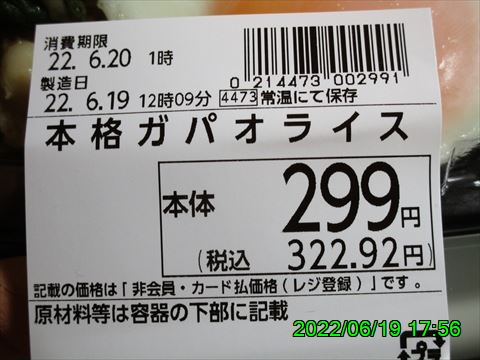 消費期限
22. 6.20 1時
製造日
22. 6.19 12時09分
0 214473 002991
4473 常温にて保存
本格ガパオライス
本体 299円
(税込 322.92円)
記載の価格は「非会員・カード払価格(レジ登録)」です。
原材料等は容器の下部に記載
プラ
2022/06/19 17:56